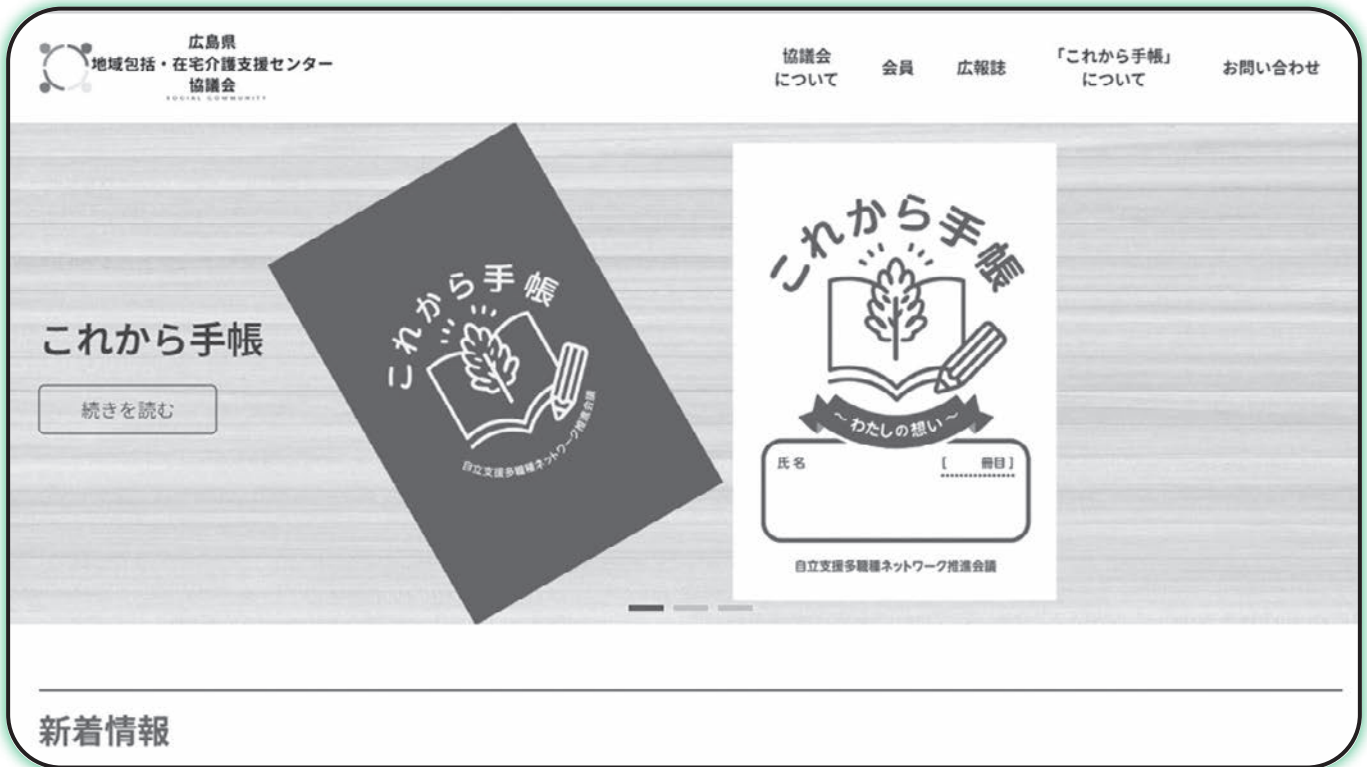 広島県
地域包括・在宅介護支援センター
協議会
SOCIAL COMMUNITY
協議会
について
会員
広報誌
「これから手帳」
について
お問い合わせ
これから手帳
続きを読む
これから手帳
自立支援多職種ネットワーク推進会議
これから手帳
～わたしの想い～
氏名
[ 冊目]
自立支援多職種ネットワーク推進会議
新着情報